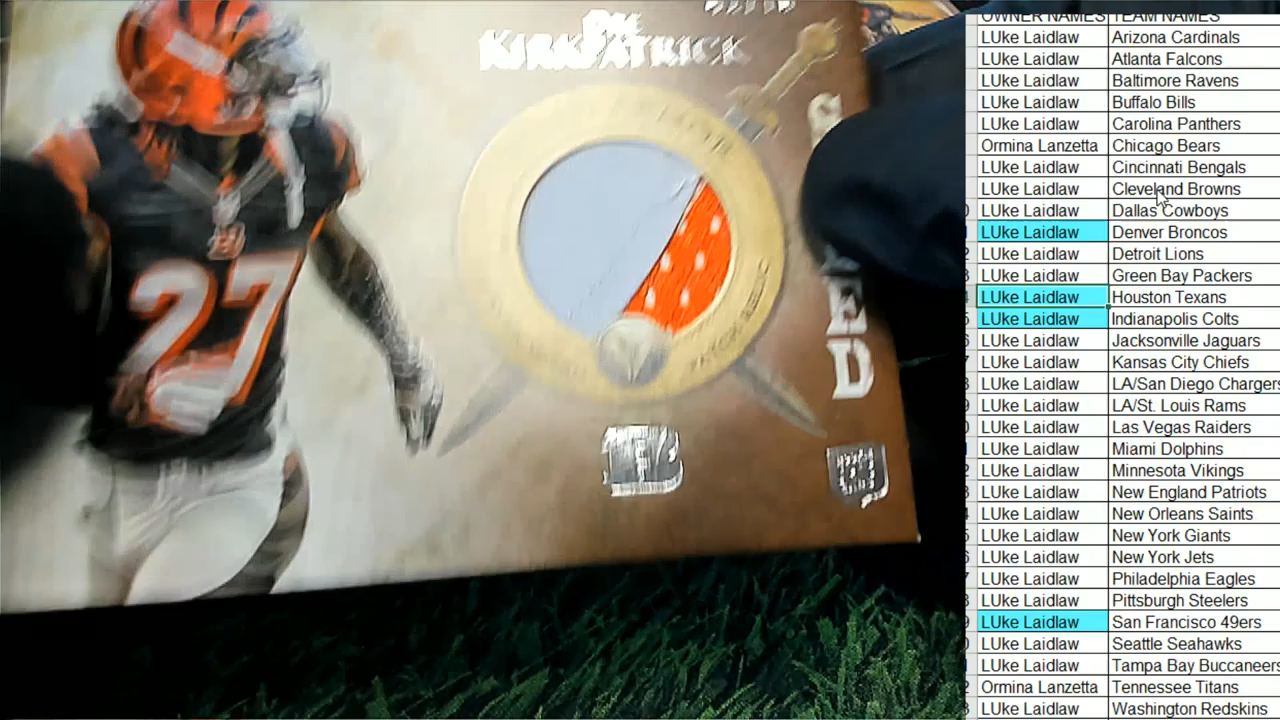 DRE
KIRKPATRICK
27
ED
OWNER NAMES TEAM NAMES
LUke Laidlaw Arizona Cardinals
LUke Laidlaw Atlanta Falcons
LUke Laidlaw Baltimore Ravens
LUke Laidlaw Buffalo Bills
LUke Laidlaw Carolina Panthers
Ormina Lanzetta Chicago Bears
LUke Laidlaw Cincinnati Bengals
LUke Laidlaw Cleveland Browns
LUke Laidlaw Dallas Cowboys
LUke Laidlaw Denver Broncos
LUke Laidlaw Detroit Lions
LUke Laidlaw Green Bay Packers
LUke Laidlaw Houston Texans
LUke Laidlaw Indianapolis Colts
LUke Laidlaw Jacksonville Jaguars
LUke Laidlaw Kansas City Chiefs
LUke Laidlaw LA/San Diego Chargers
LUke Laidlaw LA/St. Louis Rams
LUke Laidlaw Las Vegas Raiders
LUke Laidlaw Miami Dolphins
LUke Laidlaw Minnesota Vikings
LUke Laidlaw New England Patriots
LUke Laidlaw New Orleans Saints
LUke Laidlaw New York Giants
LUke Laidlaw New York Jets
LUke Laidlaw Philadelphia Eagles
LUke Laidlaw Pittsburgh Steelers
LUke Laidlaw San Francisco 49ers
LUke Laidlaw Seattle Seahawks
LUke Laidlaw Tampa Bay Buccaneers
Ormina Lanzetta Tennessee Titans
LUke Laidlaw Washington Redskins